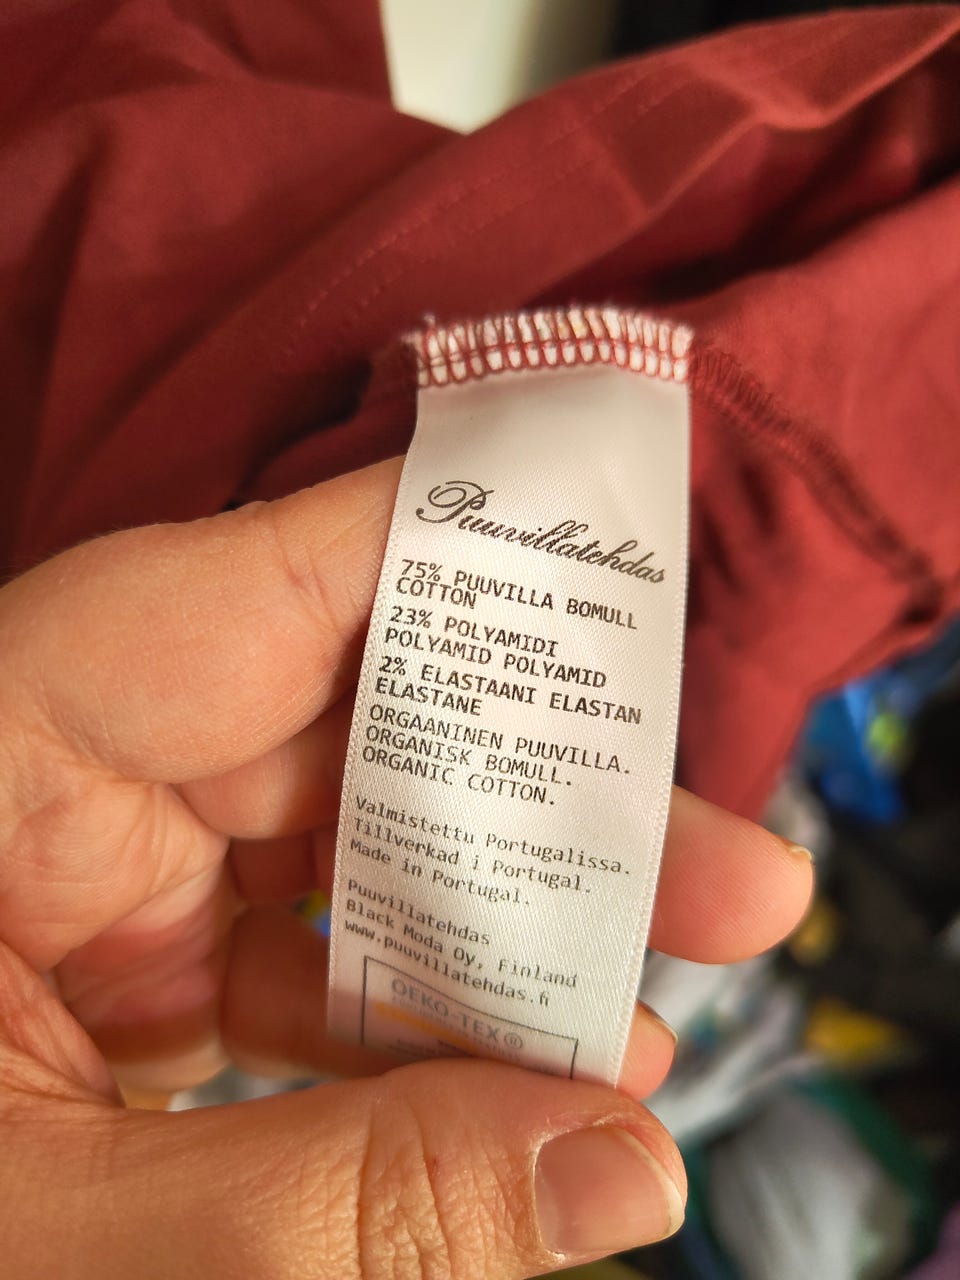 Puuvillatehdas
75% PUUVILLA BOMULL
COTTON
23% POLYAMIDI
POLYAMID POLYAMID
2% ELASTAANI ELASTAN
ELASTANE
ORGAANINEN PUUVILLA.
ORGANISK BOMULL.
ORGANIC COTTON.
Valmistettu Portugalissa.
Tillverkad i Portugal.
Made in Portugal.
Puuvillatehdas
Black Moda Oy, Finland
www.puuvillatehdas.fi
OEKO-TEX®